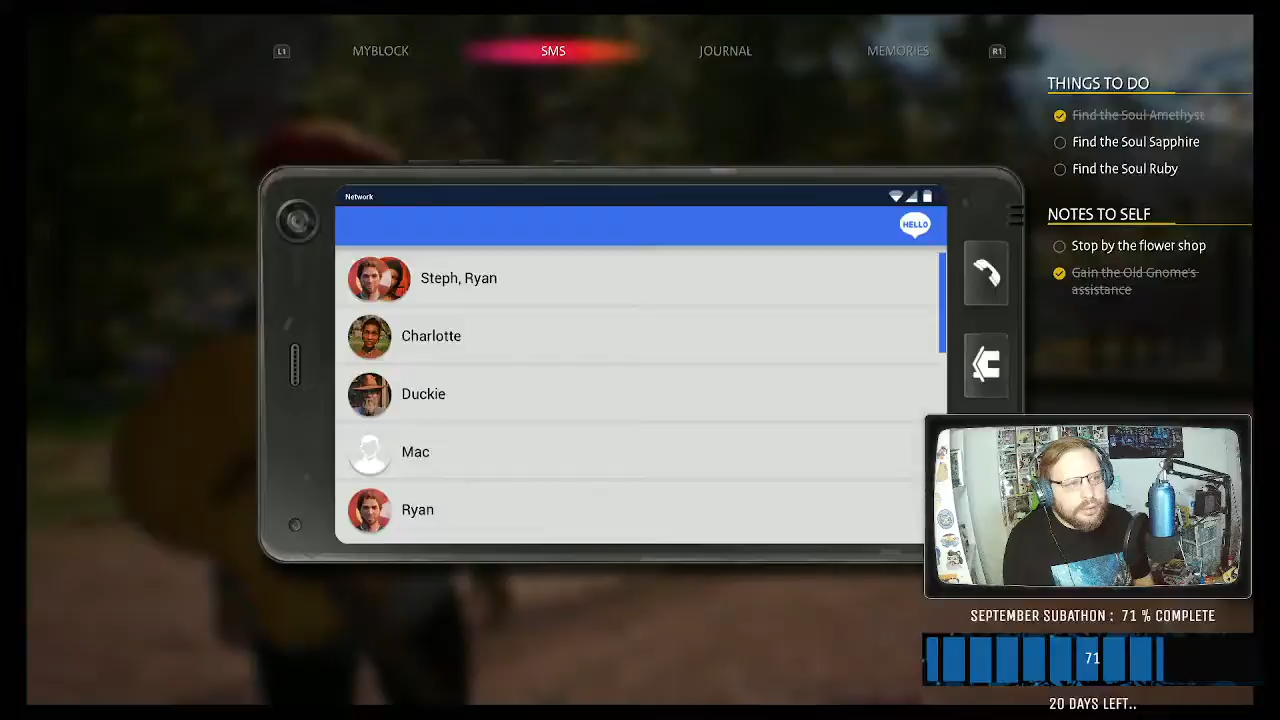 L1
MYBLOCK
SMS
JOURNAL
MEMORIES
R1
THINGS TO DO
Find the Soul Amethyst
Find the Soul Sapphire
Find the Soul Ruby
NOTES TO SELF
Stop by the flower shop
Gain the Old Gnome's
assistance
Network
HELLO
Steph, Ryan
Charlotte
Duckie
Mac
Ryan
SEPTEMBER SUBATHON : 71 % COMPLETE
71
20 DAYS LEFT..